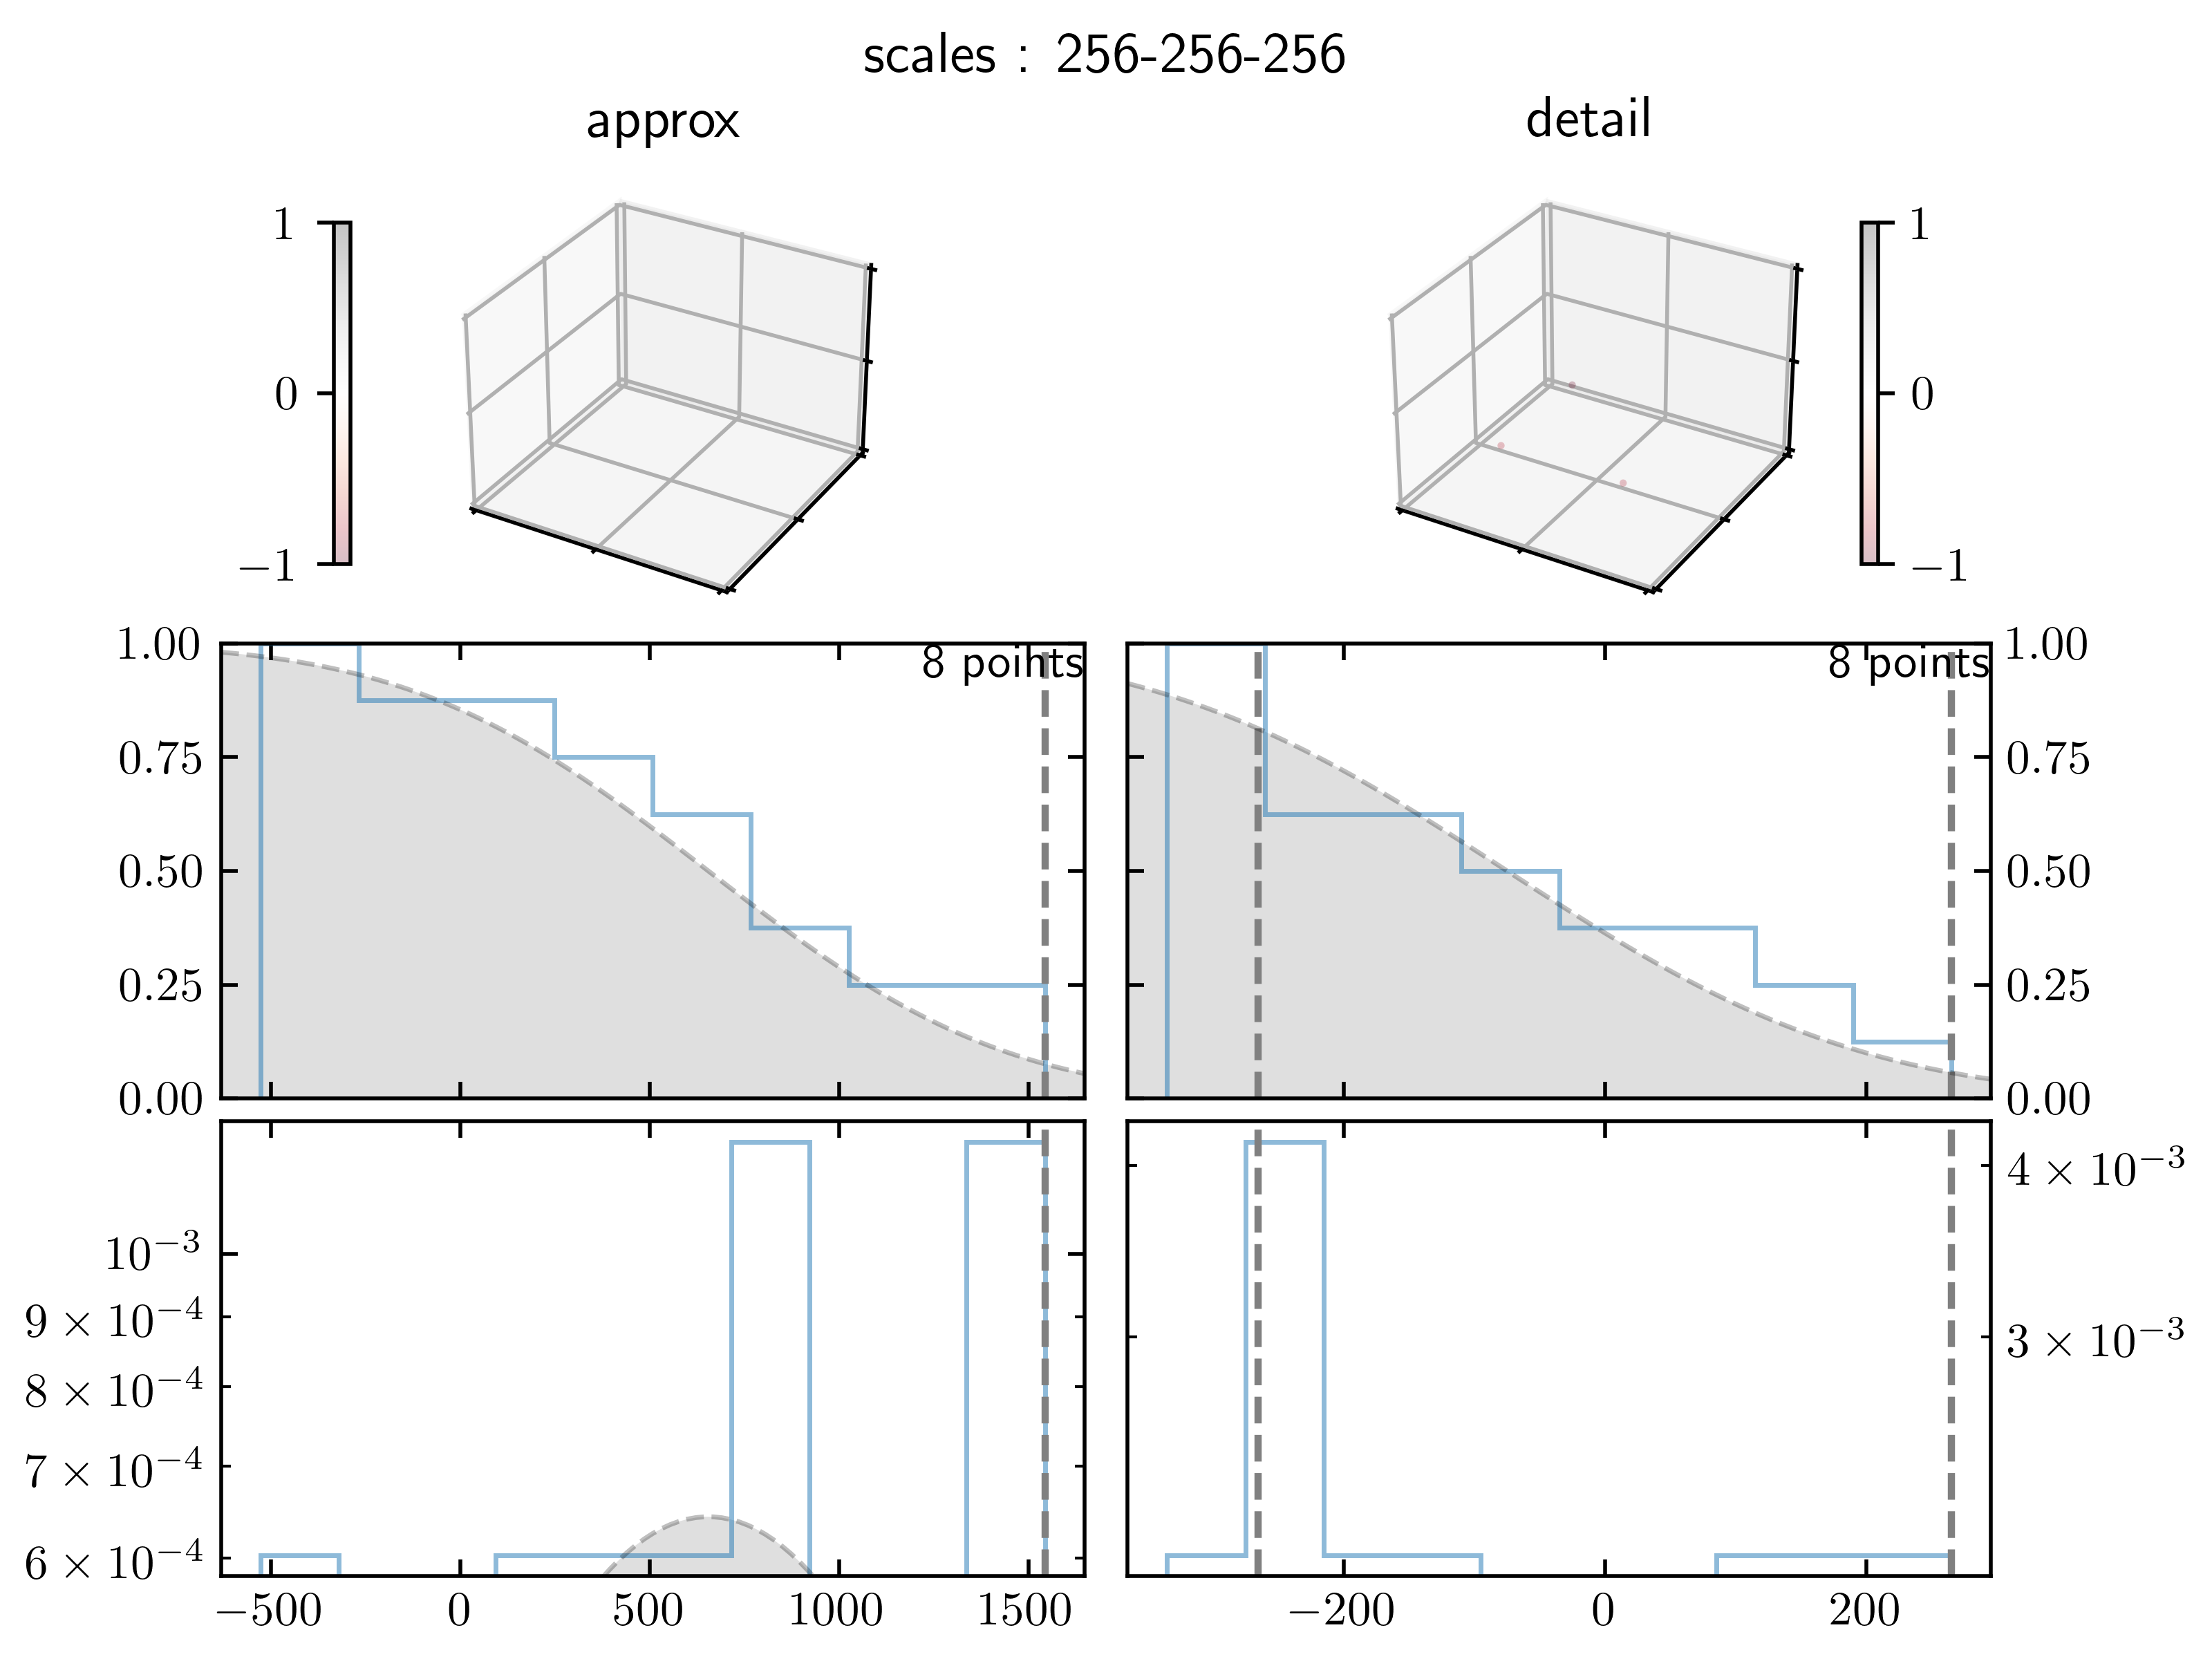 scales : 256-256-256
approx
detail
1
0
−1
1
0
−1
8 points
1.00
0.75
0.50
0.25
0.00
8 points
1.00
0.75
0.50
0.25
0.00
10⁻³
9 × 10⁻⁴
8 × 10⁻⁴
7 × 10⁻⁴
6 × 10⁻⁴
−500 0 500 1000 1500
4 × 10⁻³
3 × 10⁻³
−200 0 200